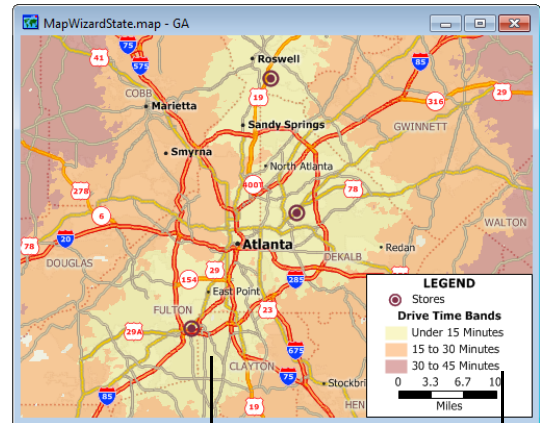 MapWizardState.map - GA
75
41
575
Roswell
85
COBB
19
29
Marietta
316
Sandy Springs
GWINNETT
Smyrna
North Atlanta
278
400T
78
6
WALTON
Atlanta
78
20
Redan
DOUGLAS
DEKALB
29
154
285
East Point
FULTON
23
29A
675
CLAYTON
75
Stockbri
85
19
HEN
LEGEND
Stores
Drive Time Bands
Under 15 Minutes
15 to 30 Minutes
30 to 45 Minutes
0 3.3 6.7 10
Miles